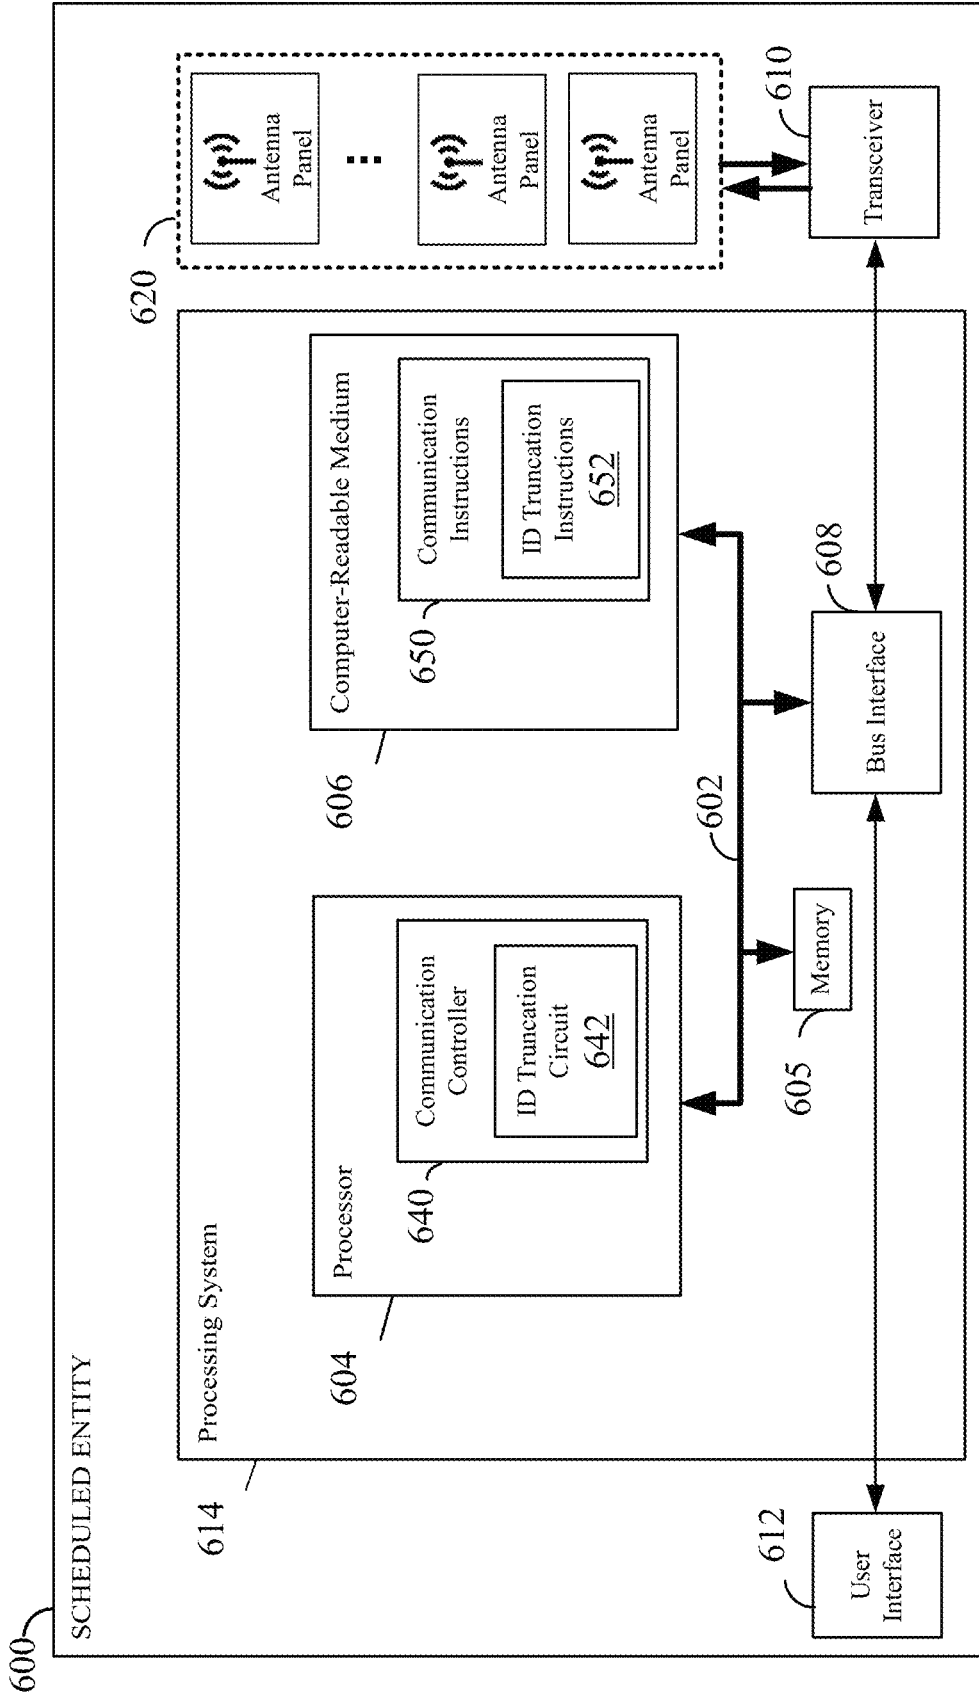 600
SCHEDULED ENTITY
614
Processing System
604
Processor
640
Communication
Controller
ID Truncation
Circuit
642
606
Computer-Readable Medium
650
Communication
Instructions
ID Truncation
Instructions
652
620
Antenna
Panel
...
Antenna
Panel
Antenna
Panel
602
612
User
Interface
605
Memory
608
Bus Interface
610
Transceiver